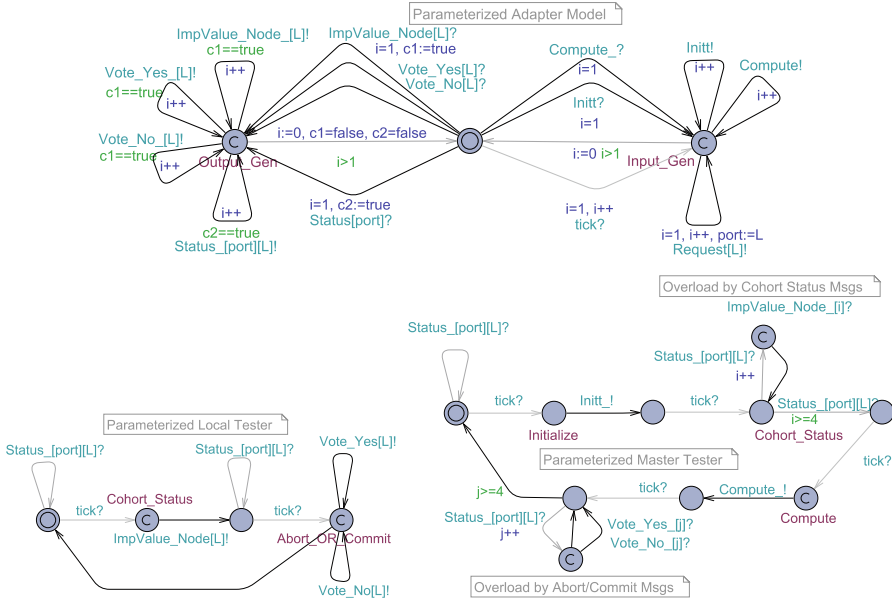 Parameterized Adapter Model
ImpValue_Node_[L]!
c1==true
i++
Vote_Yes_[L]!
c1==true
i++
Vote_No_[L]!
c1==true
i++
Output_Gen
i++
c2==true
Status_[port][L]!
ImpValue_Node[L]?
i=1, c1:=true
Vote_Yes[L]?
Vote_No[L]?
i:=0, c1=false, c2=false
i>1
i=1, c2:=true
Status[port]?
Compute_?
i=1
Initt?
i=1
i:=0 i>1
i=1, i++
tick?
Initt!
i++
Compute!
i++
Input_Gen
i=1, i++, port:=L
Request[L]!
Overload by Cohort Status Msgs
ImpValue_Node_[i]?
Status_[port][L]?
i++
Status_[port][L]?
tick?
Initt_!
tick?
Status_[port][L]?
i>=4
Initialize
Cohort_Status
tick?
Parameterized Master Tester
j>=4
tick?
Compute_!
Compute
Status_[port][L]?
j++
Vote_Yes_[j]?
Vote_No_[j]?
Overload by Abort/Commit Msgs
Parameterized Local Tester
Status_[port][L]?
Status_[port][L]?
Vote_Yes[L]!
Cohort_Status
tick?
tick?
ImpValue_Node[L]!
Abort_OR_Commit
Vote_No[L]!
C
C
C
C
C
C
C